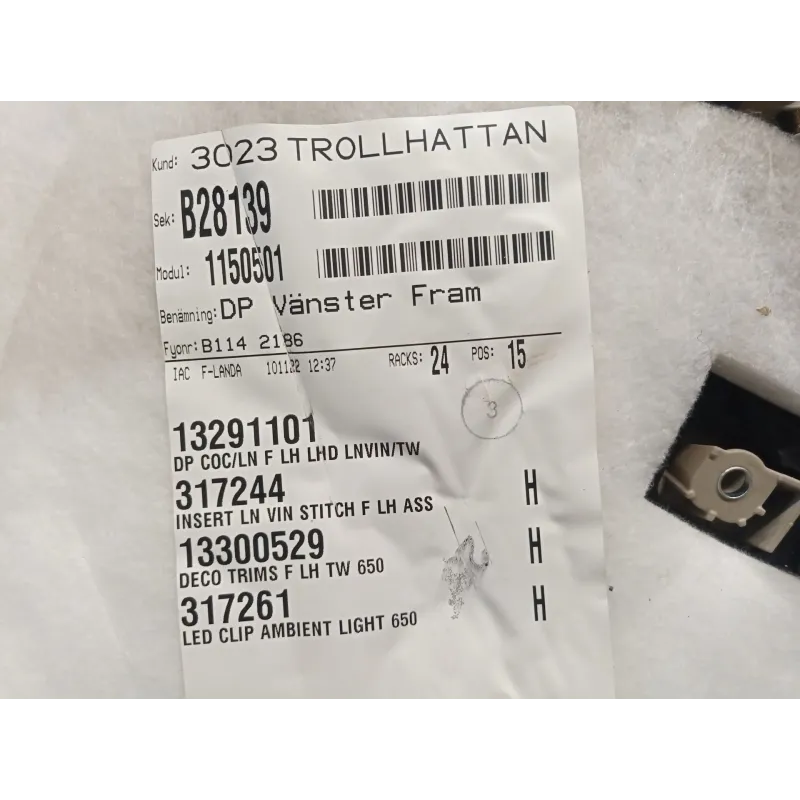 Kund: 3023 TROLLHATTAN
Sek: B28139
Modul: 1150501
Benämning: DP Vänster Fram
Fyonr: B114 2186
IAC F-LANDA 101122 12:37 RACKS: 24 POS: 15
3
13291101
DP COC/LN F LH LHD LNVIN/TW
317244 H
INSERT LN VIN STITCH F LH ASS
13300529 H
DECO TRIMS F LH TW 650
317261 H
LED CLIP AMBIENT LIGHT 650